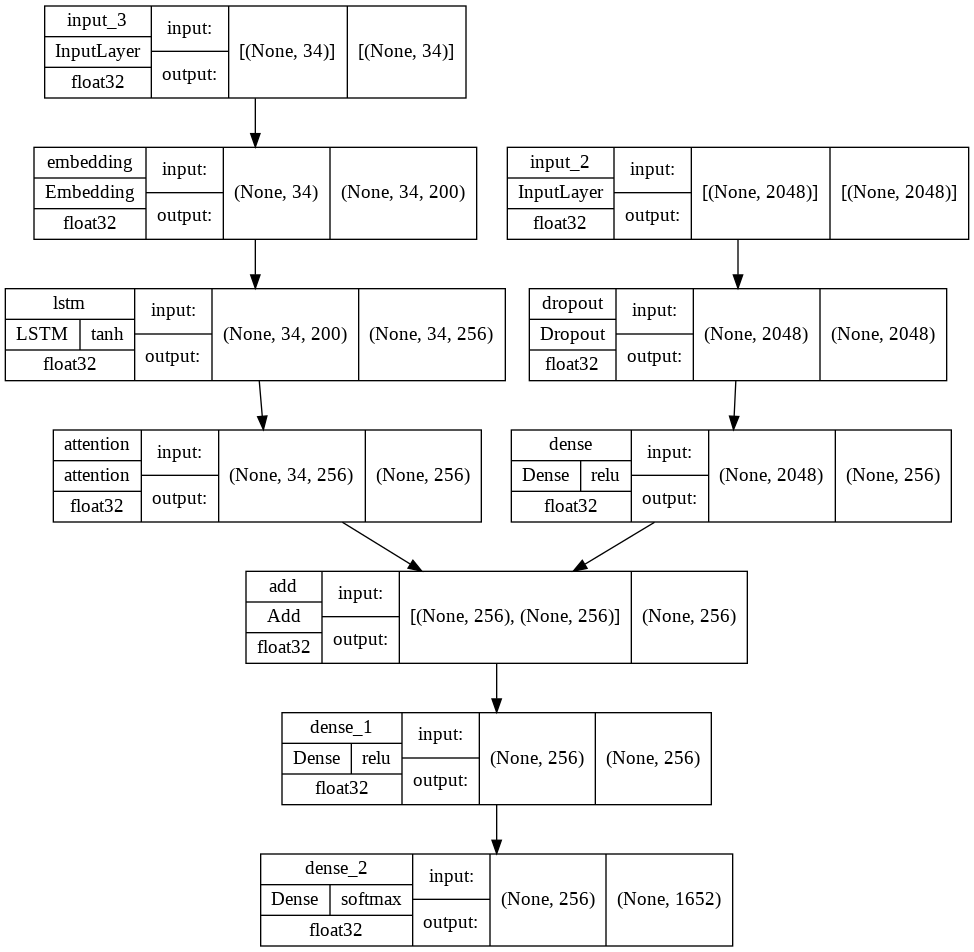 input_3
InputLayer
float32
input:
output:
[(None, 34)]
[(None, 34)]
embedding
Embedding
float32
input:
output:
(None, 34)
(None, 34, 200)
input_2
InputLayer
float32
input:
output:
[(None, 2048)]
[(None, 2048)]
lstm
LSTM tanh
float32
input:
output:
(None, 34, 200)
(None, 34, 256)
dropout
Dropout
float32
input:
output:
(None, 2048)
(None, 2048)
attention
attention
float32
input:
output:
(None, 34, 256)
(None, 256)
dense
Dense relu
float32
input:
output:
(None, 2048)
(None, 256)
add
Add
float32
input:
output:
[(None, 256), (None, 256)]
(None, 256)
dense_1
Dense relu
float32
input:
output:
(None, 256)
(None, 256)
dense_2
Dense softmax
float32
input:
output:
(None, 256)
(None, 1652)